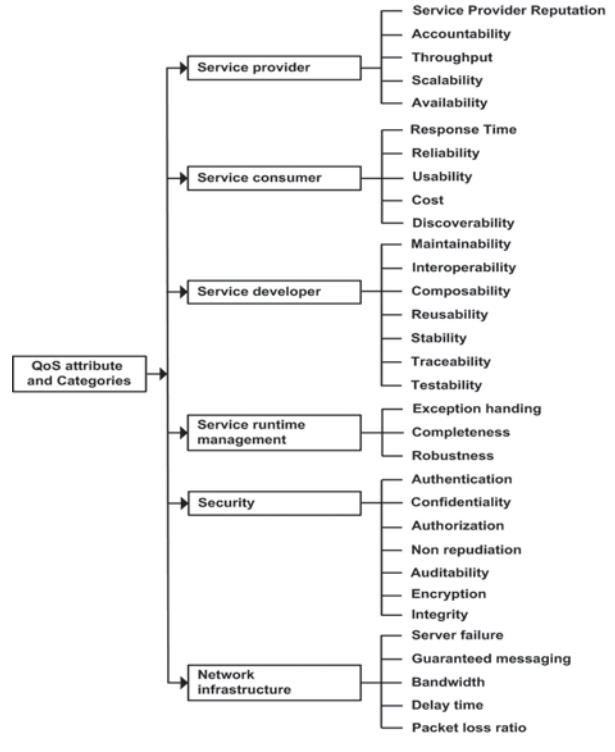 Service Provider Reputation
Accountability
Service provider
Throughput
Scalability
Availability
Response Time
Reliability
Service consumer
Usability
Cost
Discoverability
Maintainability
Interoperability
Service developer
Composability
Reusability
Stability
QoS attribute
and Categories
Traceability
Testability
Service runtime
management
Exception handing
Completeness
Robustness
Authentication
Security
Confidentiality
Authorization
Non repudiation
Auditability
Encryption
Integrity
Server failure
Guaranteed messaging
Network
infrastructure
Bandwidth
Delay time
Packet loss ratio